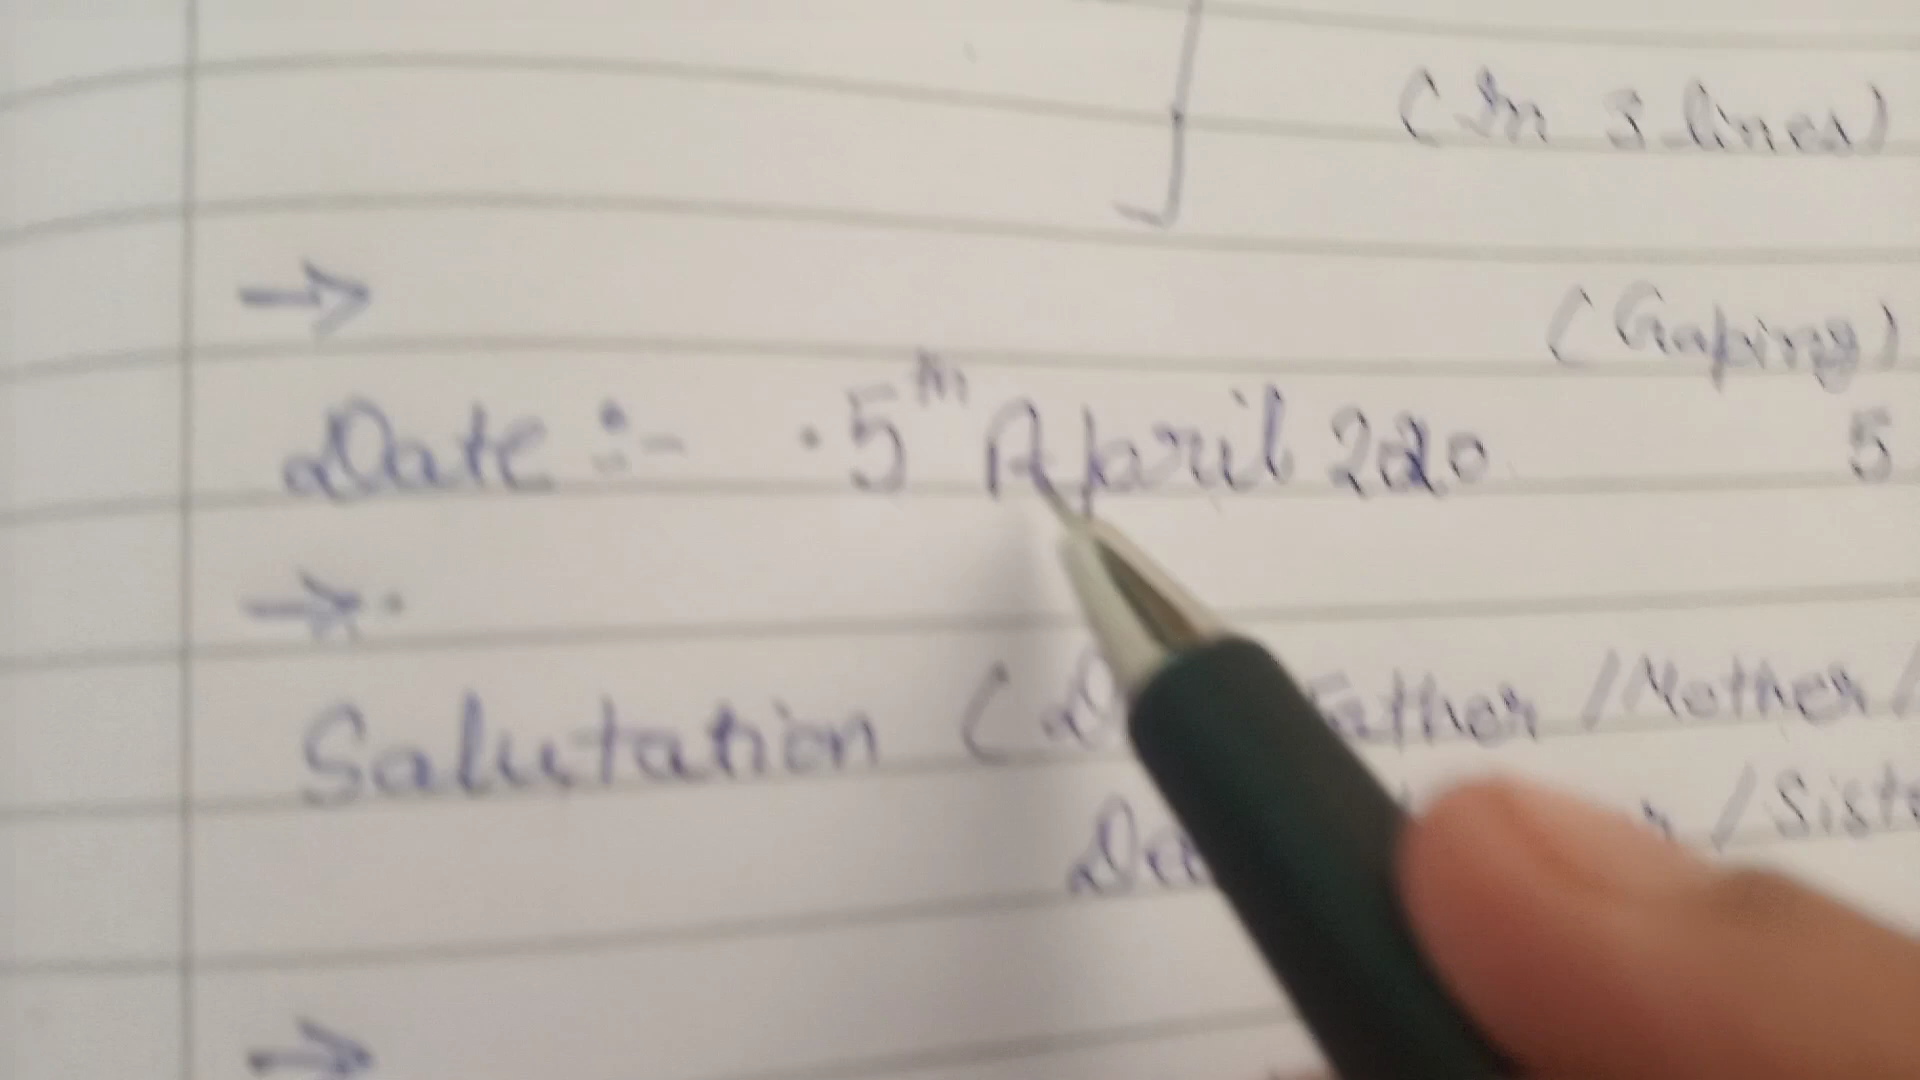 (In 3 lines)
→ (Gaping)
Date :- 5th April 2020 5
→
Salutation ( Father / Mother /
/ Siste
→